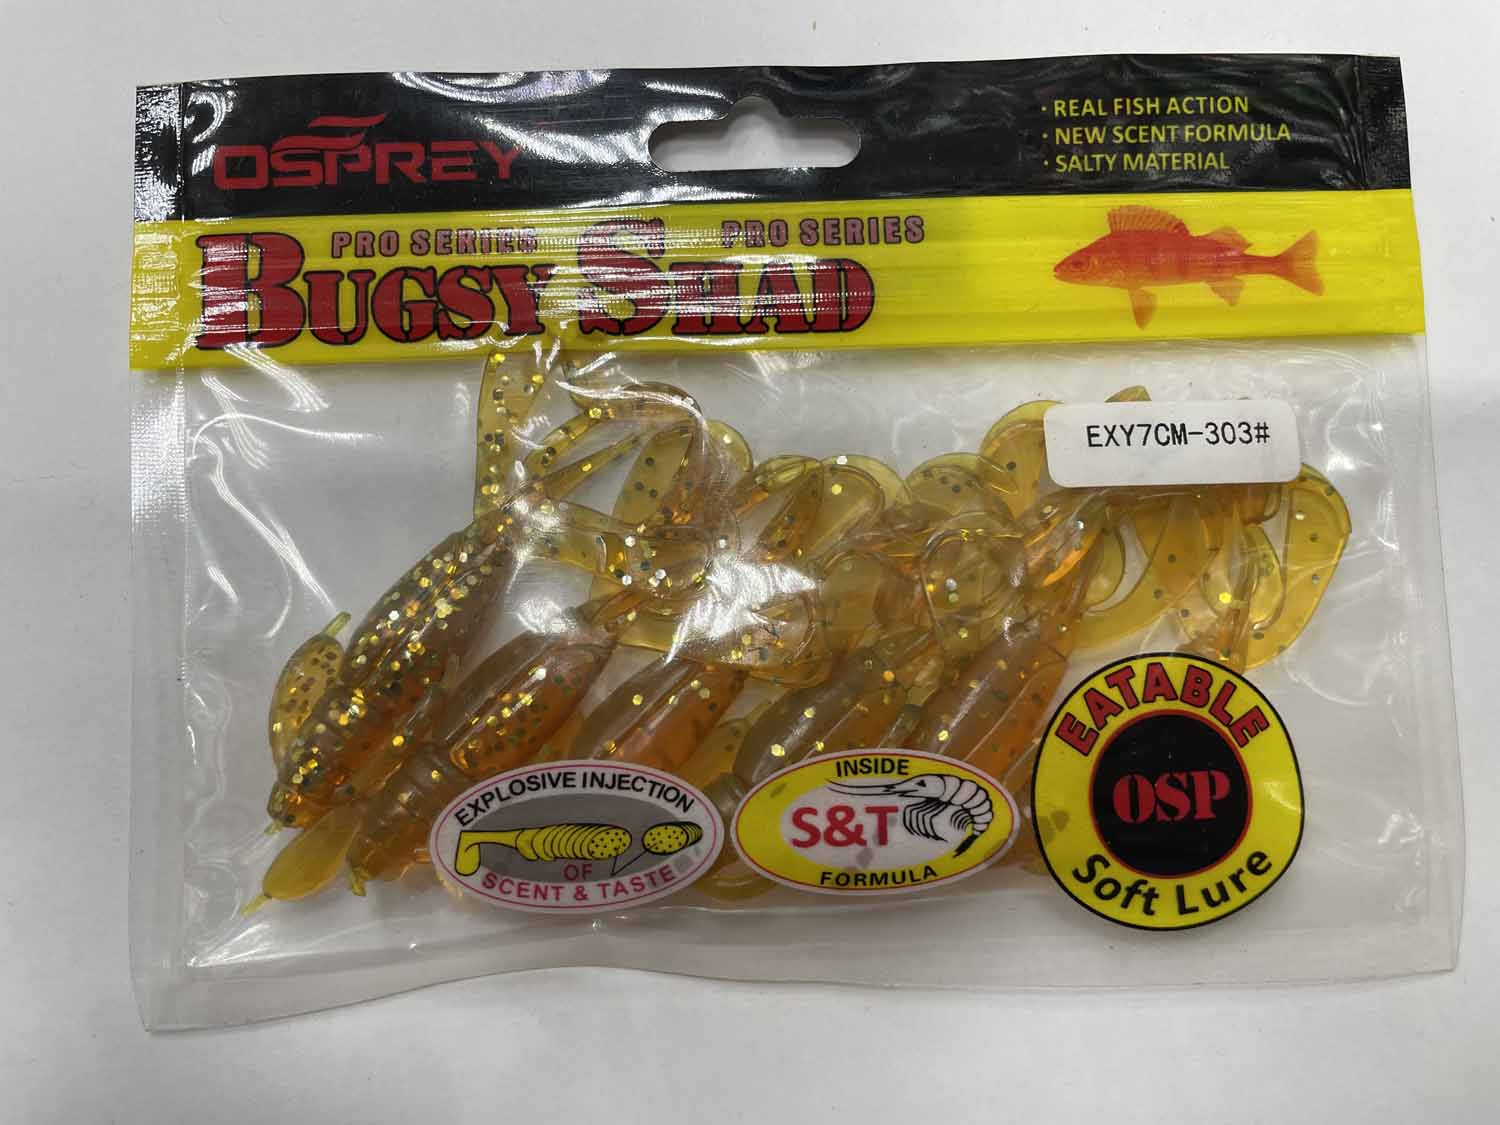 OSPREY
· REAL FISH ACTION
· NEW SCENT FORMULA
· SALTY MATERIAL
PRO SERIES PRO SERIES
BUGSY SHAD
EXY7CM-303#
EXPLOSIVE INJECTION
OF
SCENT & TASTE
INSIDE
S&T
FORMULA
EATABLE
OSP
Soft Lure